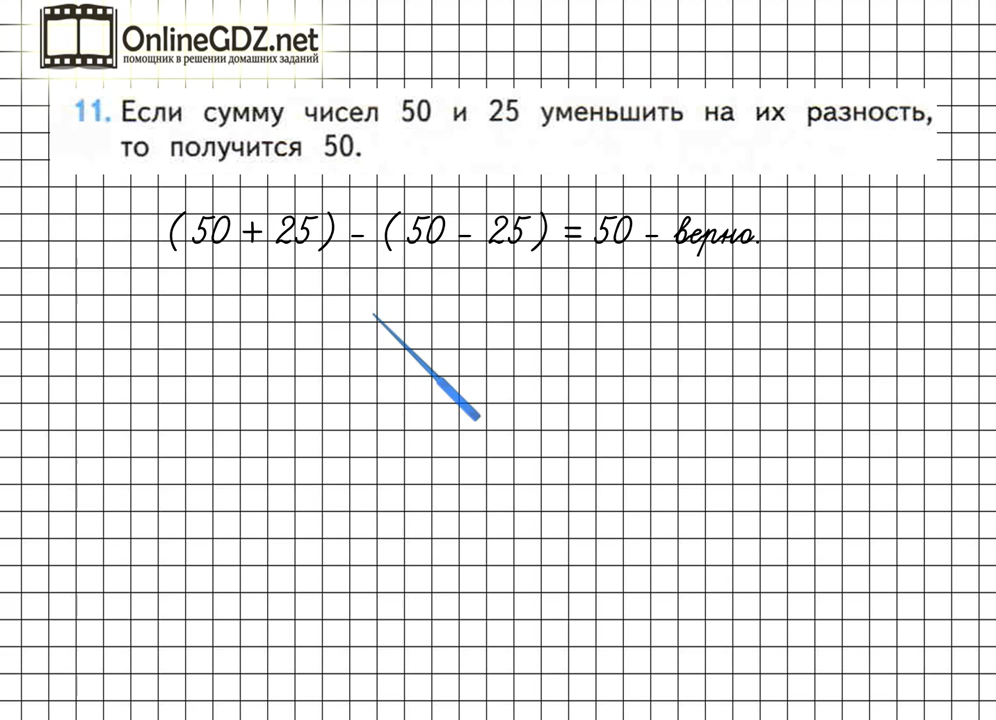 OnlineGDZ.net
помощник в решении домашних заданий
11. Если сумму чисел 50 и 25 уменьшить на их разность,
то получится 50.
(50 + 25) - (50 - 25) = 50 - верно.